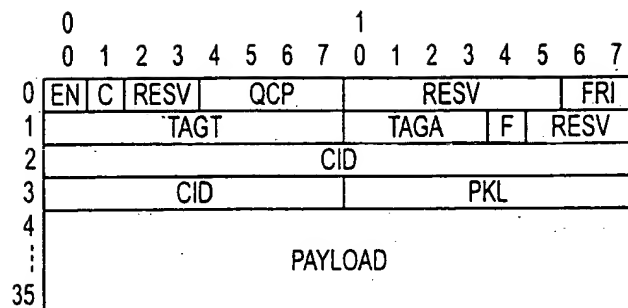 0 1
0 1 2 3 4 5 6 7 0 1 2 3 4 5 6 7
0 EN C RESV QCP RESV FRI
1 TAGT TAGA F RESV
2 CID
3 CID PKL
4
PAYLOAD
35